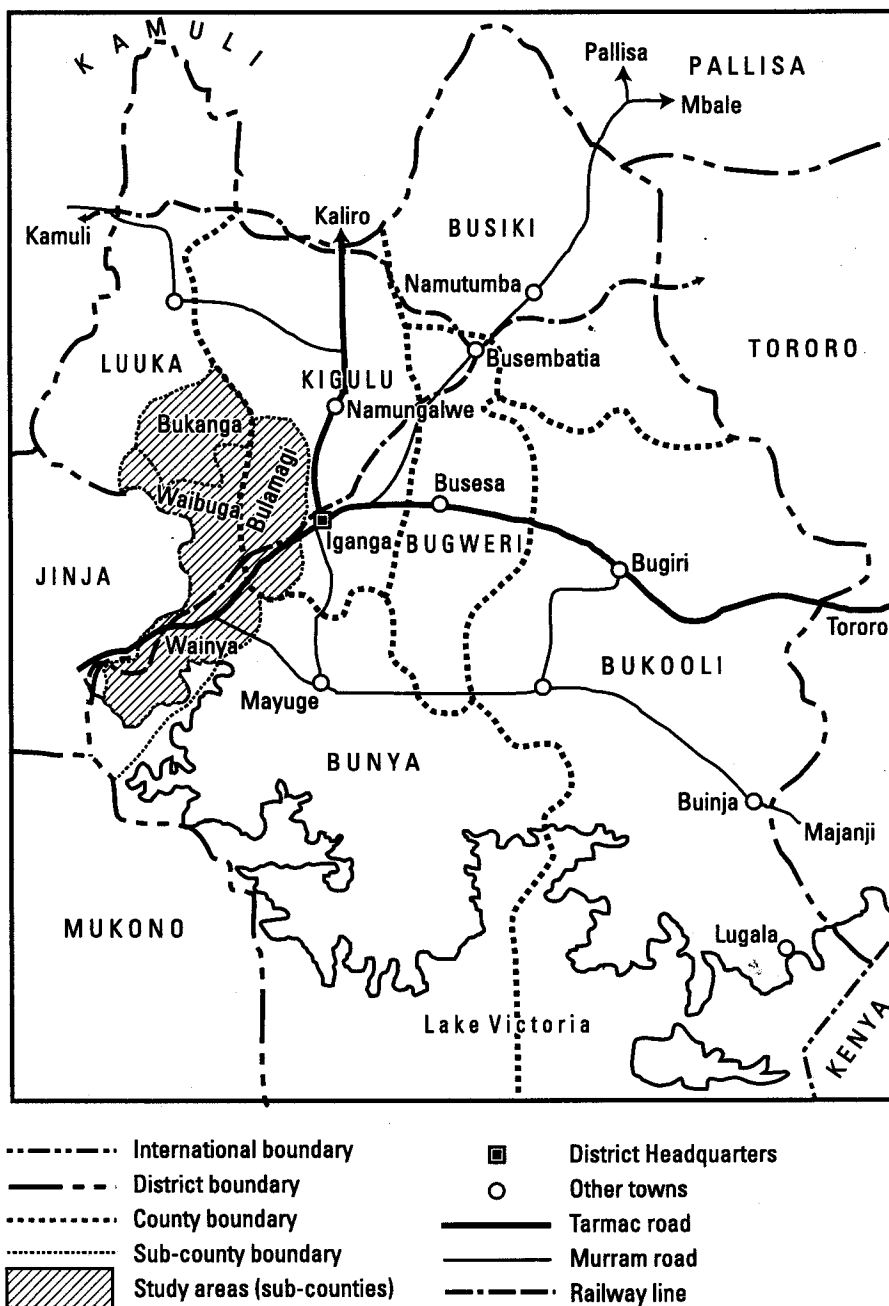 KAMULI
Pallisa
PALLISA
Mbale
Kamuli
Kaliro
BUSIKI
Namutumba
LUUKA
KIGULU
Busembatia
TORORO
Bukanga
Namungalwe
Waibuga
Bulamagi
Busesa
Iganga
BUGWERI
JINJA
Bugiri
Tororo
Wainya
BUKOOLI
Mayuge
BUNYA
Buinja
Majanji
MUKONO
Lugala
Lake Victoria
KENYA
International boundary
District boundary
County boundary
Sub-county boundary
Study areas (sub-counties)
District Headquarters
Other towns
Tarmac road
Murram road
Railway line